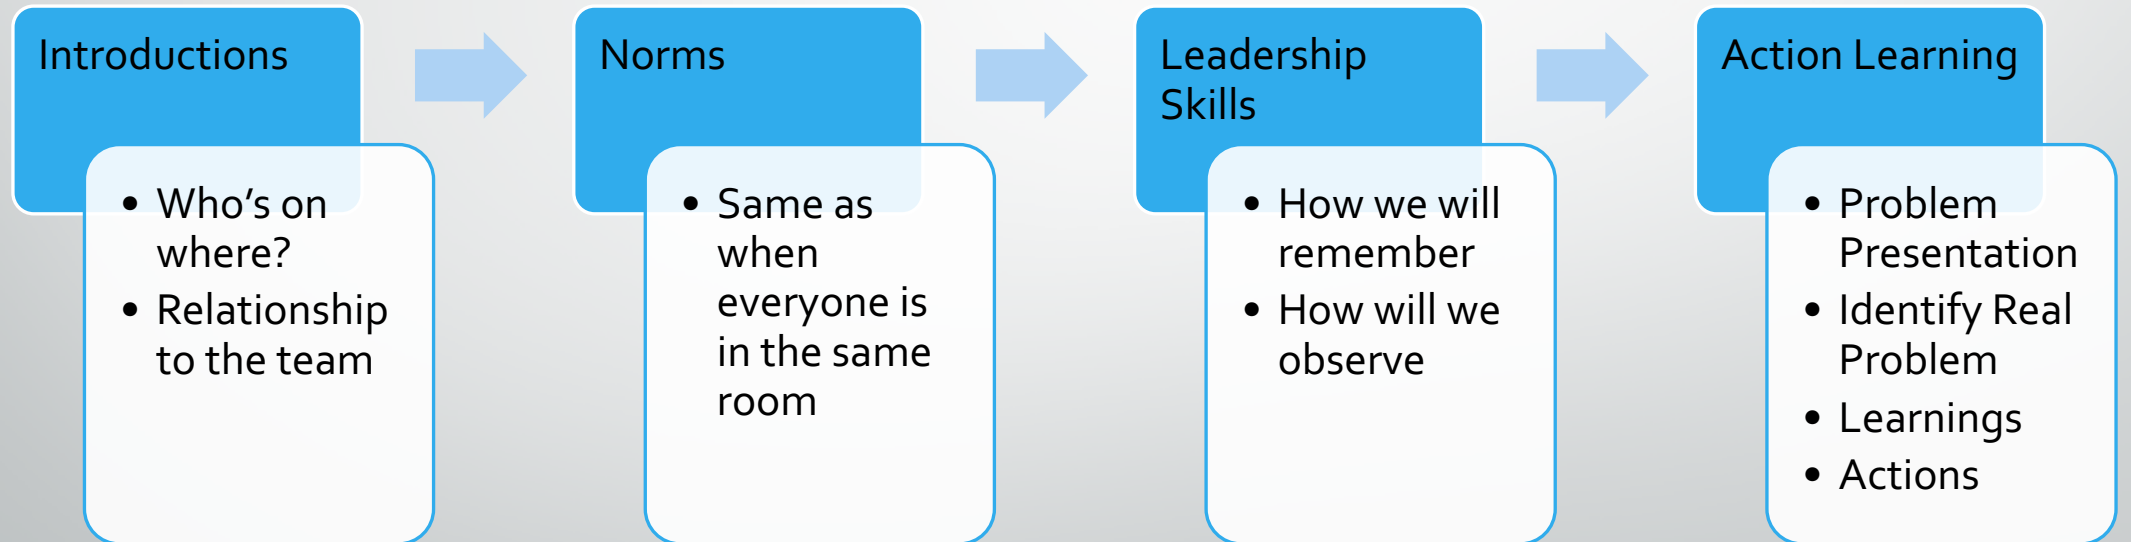 Introductions
• Who’s on
where?
• Relationship
to the team
Norms
• Same as
when
everyone is
in the same
room
Leadership
Skills
• How we will
remember
• How will we
observe
Action Learning
• Problem
Presentation
• Identify Real
Problem
• Learnings
• Actions